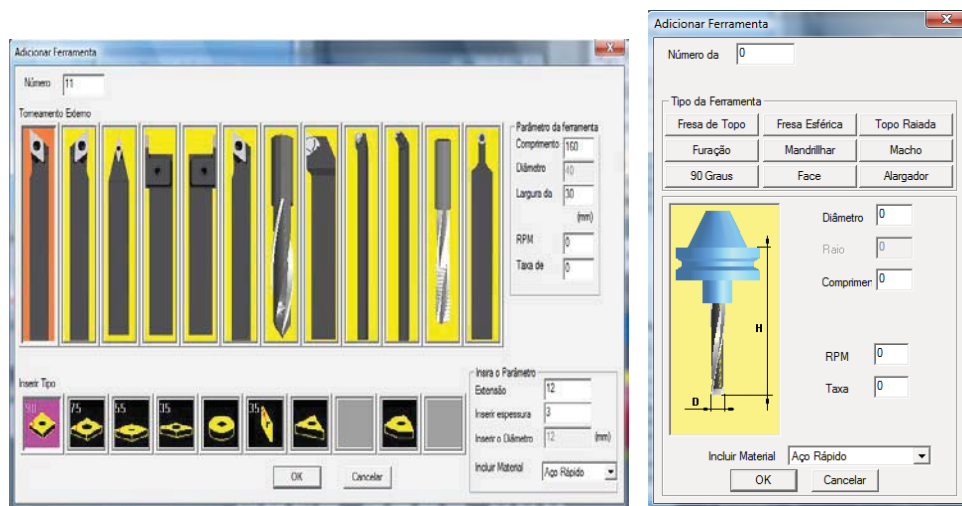 Adicionar Ferramenta
Número 11
Torneamento Externo
Parâmetro da ferramenta
Comprimento 160
Diâmetro 40
Largura da 30
(mm)
RPM 0
Taxa de 0
Inserir Tipo
90 75 55 35 35 r
Insira o Parâmetro
Extensão 12
Inserir espessura 3
Inserir o Diâmetro 12 (mm)
Incluir Material Aço Rápido
OK Cancelar
Adicionar Ferramenta
Número da 0
Tipo da Ferramenta
Fresa de Topo Fresa Esférica Topo Raiada
Furação Mandrillhar Macho
90 Graus Face Alargador
Diâmetro 0
Raio 0
Comprimer 0
H
RPM 0
D
Taxa 0
Incluir Material Aço Rápido
OK Cancelar